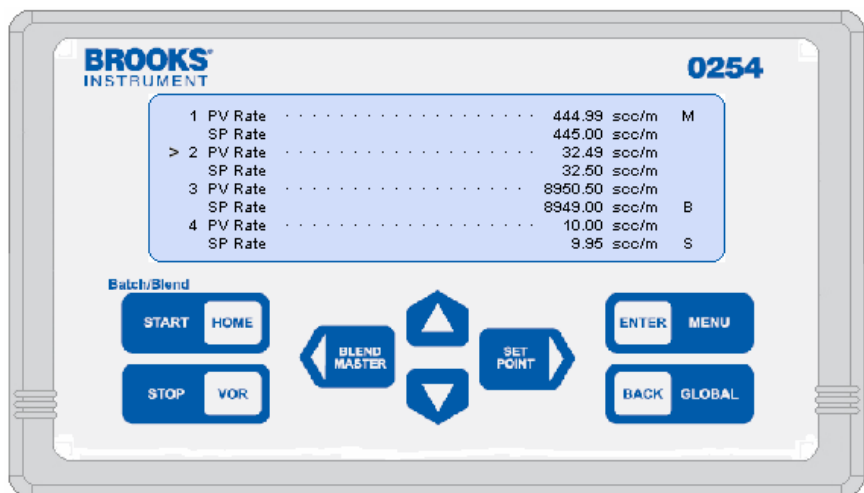 BROOKS®
INSTRUMENT
0254
1 PV Rate . . . . . . . . . . . . . . . . . . . . 444.99 scc/m M
SP Rate 445.00 scc/m
> 2 PV Rate . . . . . . . . . . . . . . . . . . . . 32.49 scc/m
SP Rate 32.50 scc/m
3 PV Rate . . . . . . . . . . . . . . . . . . . 8950.50 scc/m
SP Rate 8949.00 scc/m B
4 PV Rate . . . . . . . . . . . . . . . . . . . . 10.00 scc/m
SP Rate 9.95 scc/m S
Batch/Blend
START HOME
BLEND
MASTER
SET
POINT
ENTER MENU
STOP VOR
BACK GLOBAL